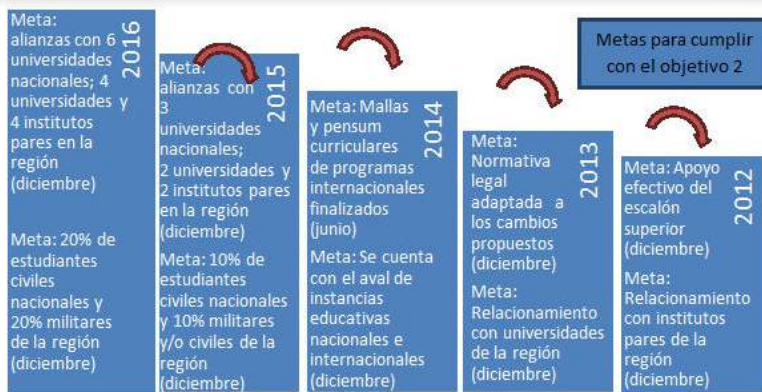 Meta:
alianzas con 6
universidades
nacionales; 4
universidades y
4 institutos
pares en la
región
(diciembre)
Meta: 20% de
estudiantes
civiles
nacionales y
20% militares
de la región
(diciembre)
2016
Meta:
alianzas con
3
universidades
nacionales;
2 universidades y
2 institutos pares
en la región
(diciembre)
Meta: 10% de
estudiantes
civiles nacionales
y 10% militares
y/o civiles de la
región
(diciembre)
2015
Meta: Mallas
y pensum
curriculares
de programas
internacionales
finalizados
(junio)
Meta: Se cuenta
con el aval de
instancias
educativas
nacionales e
internacionales
(diciembre)
2014
Meta:
Normativa
legal
adaptada a
los cambios
propuestos
(diciembre)
Meta:
Relacionamiento
con universidades
de la región
(diciembre)
2013
Metas para cumplir
con el objetivo 2
Meta: Apoyo
efectivo del
escalón
superior
(diciembre)
Meta:
Relacionamiento
con institutos
pares de la
región
(diciembre)
2012